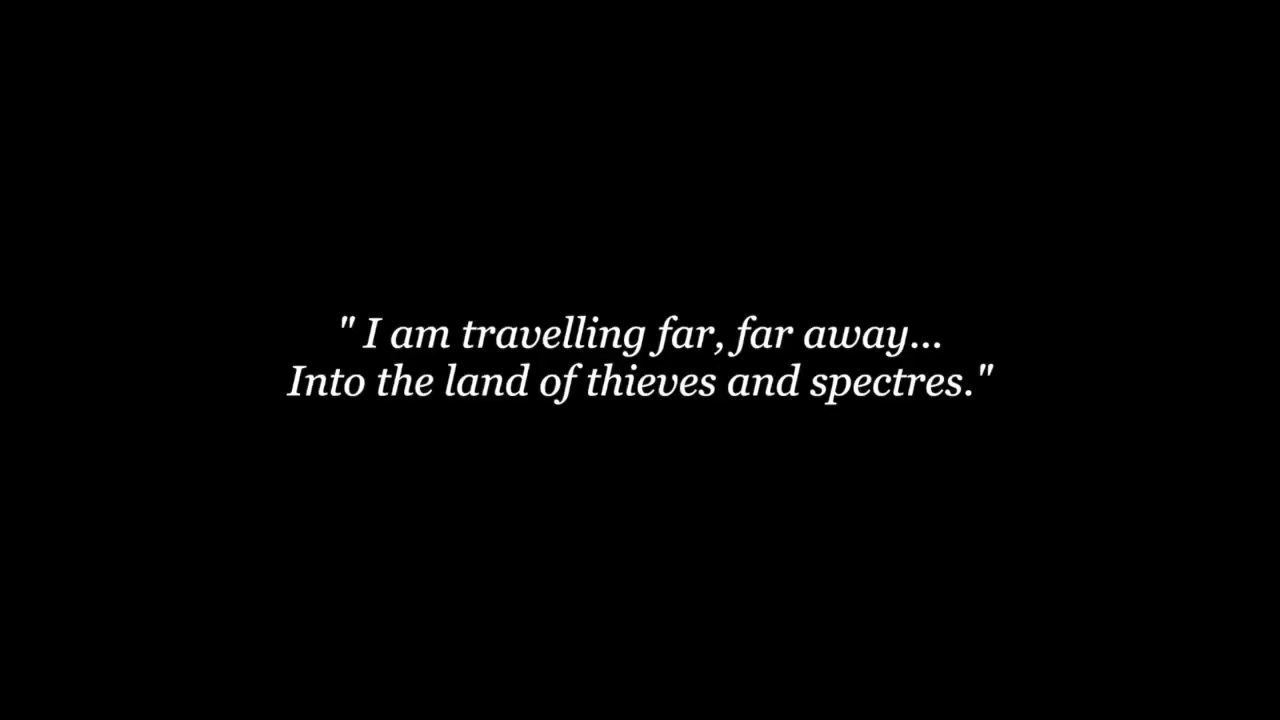 " I am travelling far, far away...
Into the land of thieves and spectres."